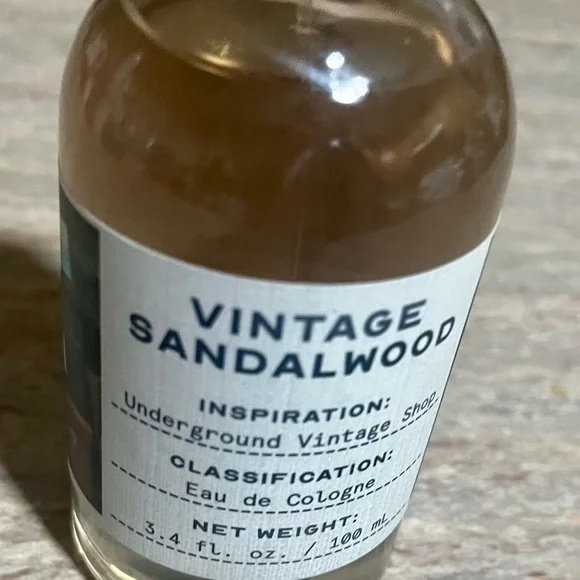 VINTAGE
SANDALWOOD
INSPIRATION:
Underground Vintage Shop
CLASSIFICATION:
Eau de Cologne
NET WEIGHT:
3.4 fl. oz. / 100 mL